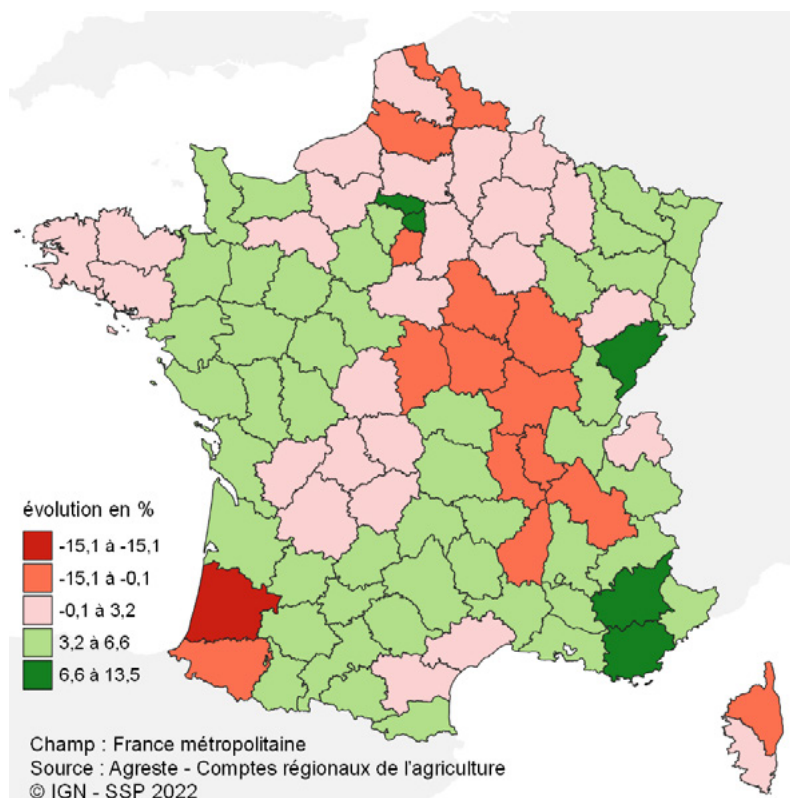 évolution en %
-15,1 à -15,1
-15,1 à -0,1
-0,1 à 3,2
3,2 à 6,6
6,6 à 13,5
Champ : France métropolitaine
Source : Agreste - Comptes régionaux de l'agriculture
© IGN - SSP 2022